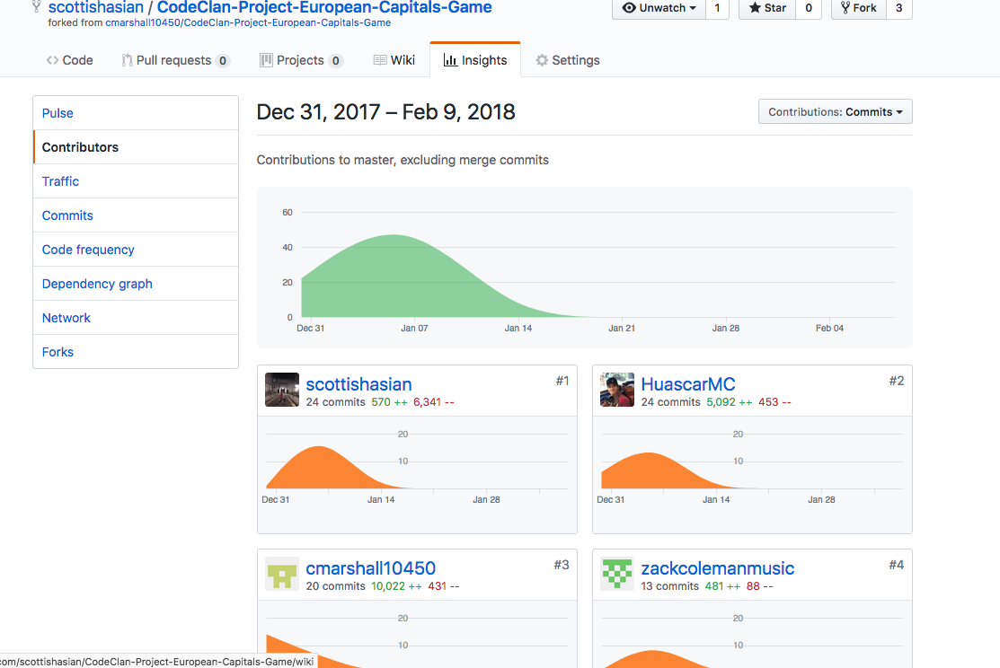 scottishasian / CodeClan-Project-European-Capitals-Game
Unwatch 1 Star 0 Fork 3
forked from cmarshall10450/CodeClan-Project-European-Capitals-Game
Code Pull requests 0 Projects 0 Wiki Insights Settings
Pulse
Contributors
Traffic
Commits
Code frequency
Dependency graph
Network
Forks
Dec 31, 2017 – Feb 9, 2018
Contributions: Commits
Contributions to master, excluding merge commits
60
40
20
0
Dec 31 Jan 07 Jan 14 Jan 21 Jan 28 Feb 04
scottishasian #1
24 commits 570 ++ 6,341 --
20
10
Dec 31 Jan 14 Jan 28
HuascarMC #2
24 commits 5,092 ++ 453 --
20
10
Dec 31 Jan 14 Jan 28
cmarshall10450 #3
20 commits 10,022 ++ 431 --
20
10
zackcolemanmusic #4
13 commits 481 ++ 88 --
20
10
com/scottishasian/CodeClan-Project-European-Capitals-Game/wiki